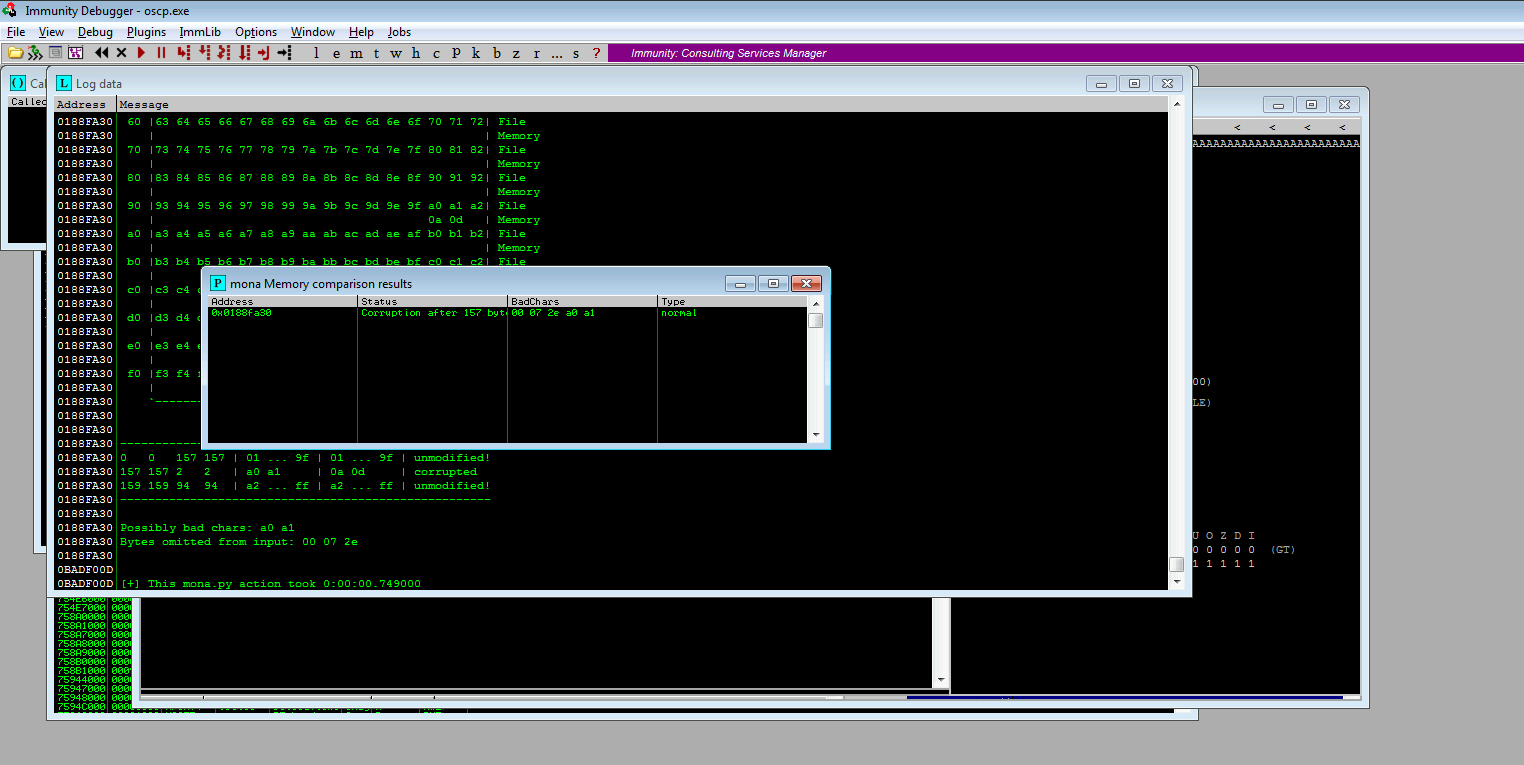 Immunity Debugger - oscp.exe
File View Debug Plugins ImmLib Options Window Help Jobs
l e m t w h c p k b z r ... s ? Immunity: Consulting Services Manager
Log data
Address Message
0188FA30 60 |63 64 65 66 67 68 69 6a 6b 6c 6d 6e 6f 70 71 72| File
0188FA30 | | Memory
0188FA30 70 |73 74 75 76 77 78 79 7a 7b 7c 7d 7e 7f 80 81 82| File
0188FA30 | | Memory
0188FA30 80 |83 84 85 86 87 88 89 8a 8b 8c 8d 8e 8f 90 91 92| File
0188FA30 | | Memory
0188FA30 90 |93 94 95 96 97 98 99 9a 9b 9c 9d 9e 9f a0 a1 a2| File
0188FA30 | 0a 0d | Memory
0188FA30 a0 |a3 a4 a5 a6 a7 a8 a9 aa ab ac ad ae af b0 b1 b2| File
0188FA30 | | Memory
0188FA30 b0 |b3 b4 b5 b6 b7 b8 b9 ba bb bc bd be bf c0 c1 c2| File
0188FA30 |
0188FA30 c0 |c3 c4
0188FA30 |
0188FA30 d0 |d3 d4
0188FA30 |
0188FA30 e0 |e3 e4
0188FA30 |
0188FA30 f0 |f3 f4
0188FA30 |
0188FA30 `-------
0188FA30
0188FA30 -----------
0188FA30 0 0 157 157 | 01 ... 9f | 01 ... 9f | unmodified!
0188FA30 157 157 2 2 | a0 a1 | 0a 0d | corrupted
0188FA30 159 159 94 94 | a2 ... ff | a2 ... ff | unmodified!
0188FA30 -----------------------------------------------------
0188FA30
0188FA30 Possibly bad chars: a0 a1
0188FA30 Bytes omitted from input: 00 07 2e
0188FA30
0BADF00D
0BADF00D [+] This mona.py action took 0:00:00.749000
mona Memory comparison results
Address Status BadChars Type
0x0188fa30 Corruption after 157 byt 00 07 2e a0 a1 normal
< < < <
AAAAAAAAAAAAAAAAAAAAAAAA
00)
LE)
U O Z D I
0 0 0 0 0 (GT)
1 1 1 1 1
754E7000
758A0000
758A1000
758A7000
758A8000
758A9000
758B0000
758B1000
75944000
75947000
75948000
7594C000